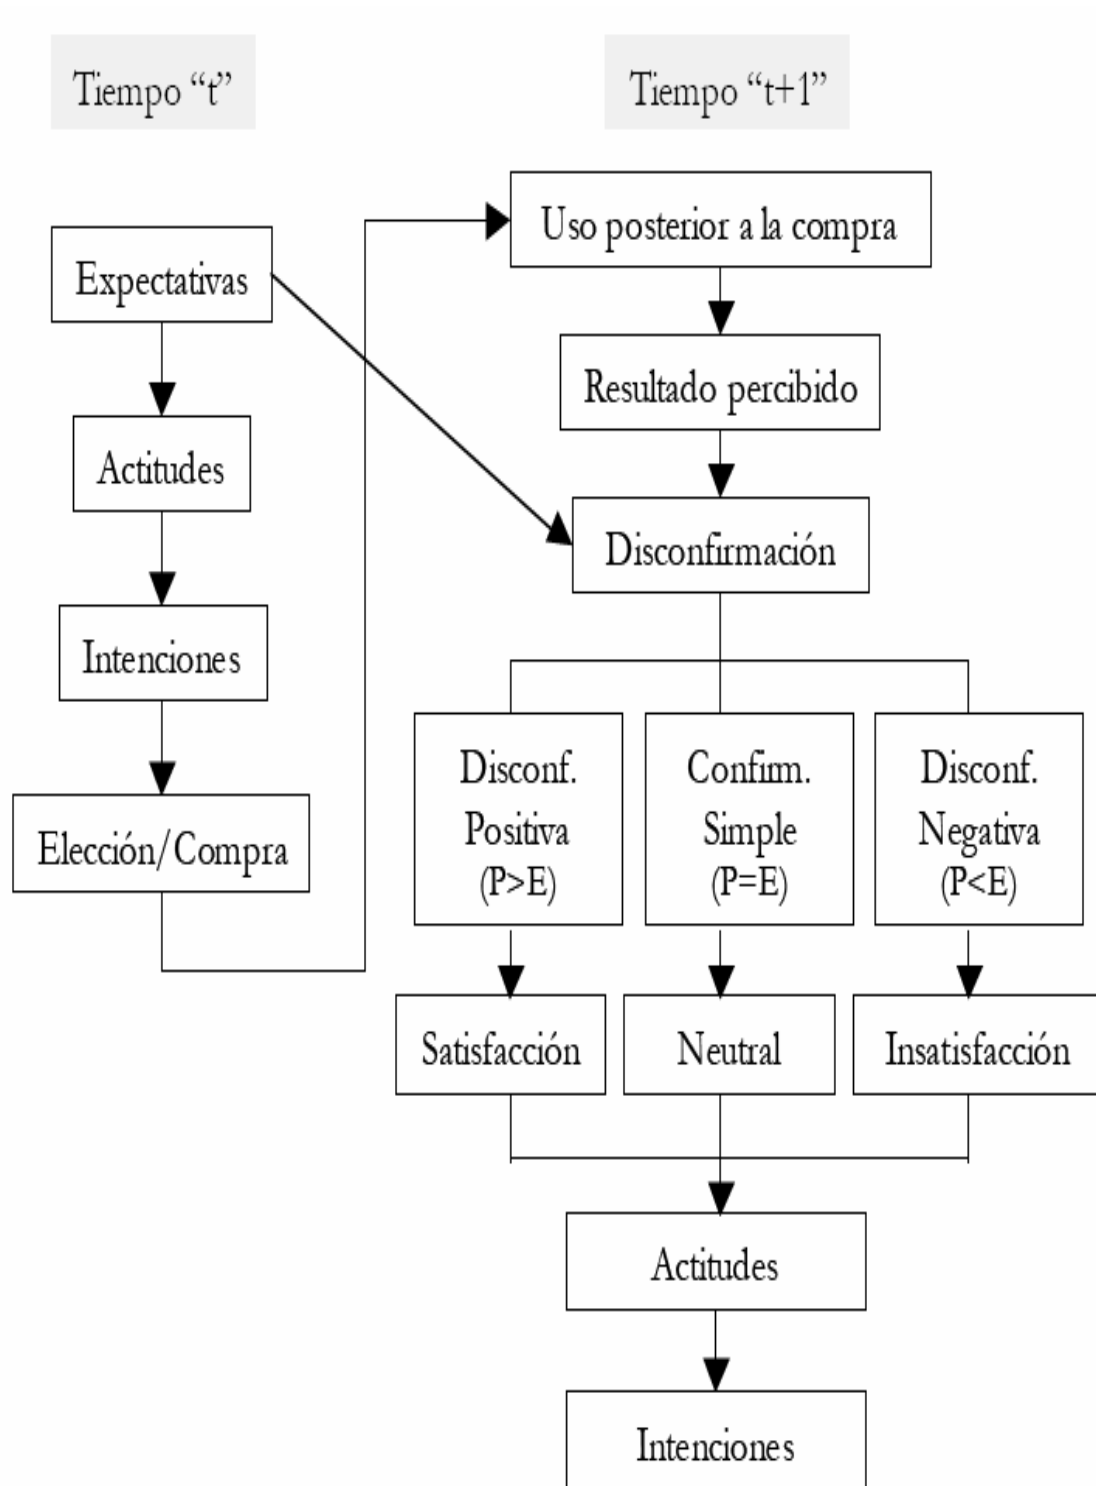 Tiempo “t”
Tiempo “t+1”
Expectativas
Actitudes
Intenciones
Elección/Compra
Uso posterior a la compra
Resultado percibido
Disconfirmación
Disconf.
Positiva
(P>E)
Confirm.
Simple
(P=E)
Disconf.
Negativa
(P<E)
Satisfacción
Neutral
Insatisfacción
Actitudes
Intenciones